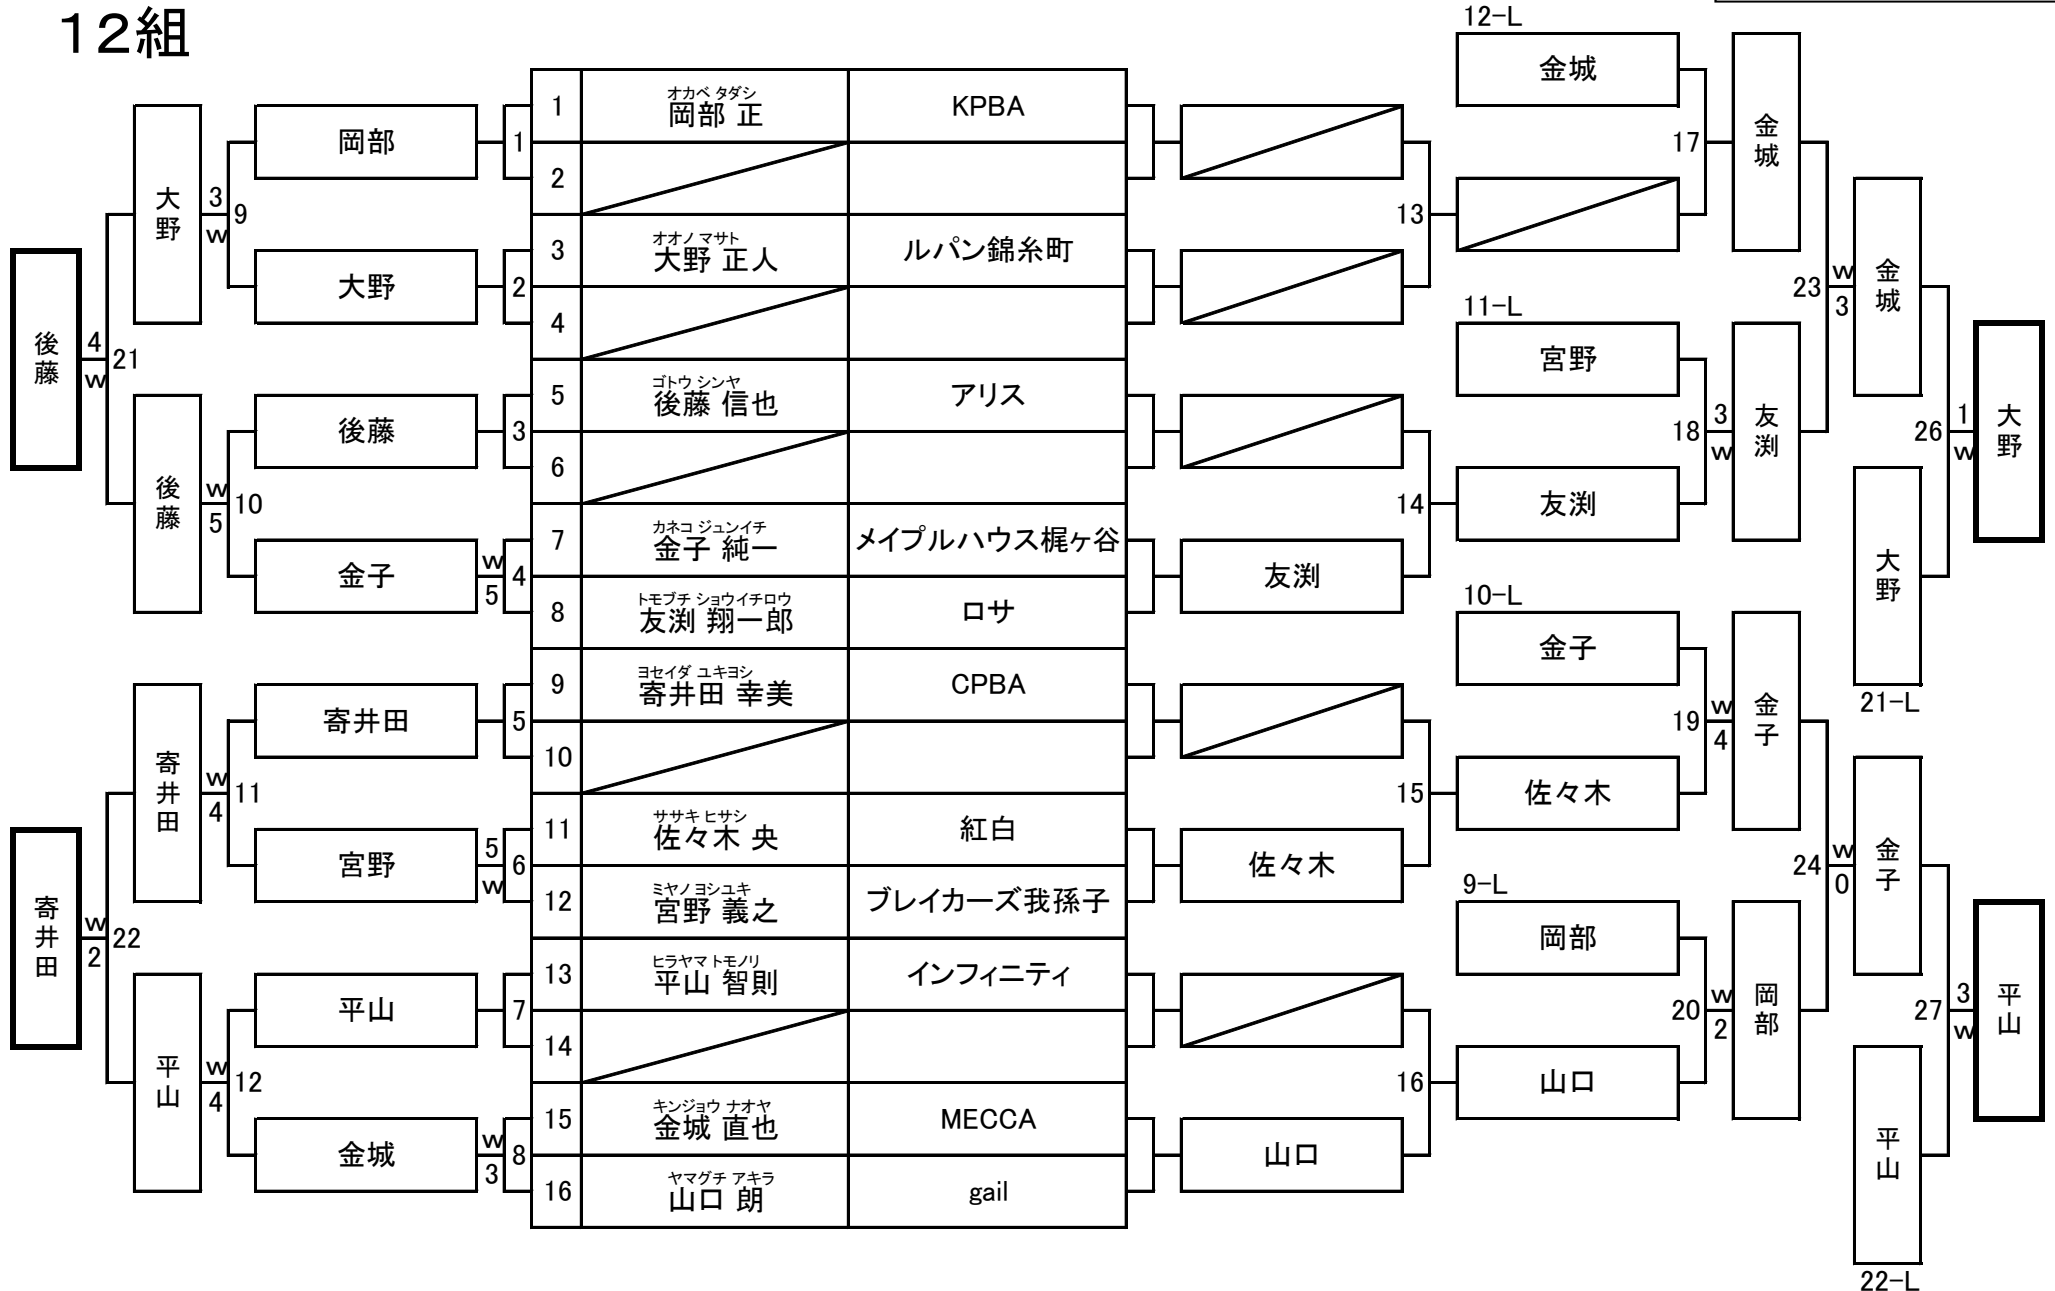 12組
1 オカベ タダシ 岡部 正 KPBA
2
3 オオノ マサト 大野 正人 ルパン錦糸町
4
5 ゴトウ シンヤ 後藤 信也 アリス
6
7 カネコ ジュンイチ 金子 純一 メイプルハウス梶ヶ谷
8 トモブチ ショウイチロウ 友渕 翔一郎 ロサ
9 ヨセイダ ユキヨシ 寄井田 幸美 CPBA
10
11 ササキ ヒサシ 佐々木 央 紅白
12 ミヤノ ヨシユキ 宮野 義之 ブレイカーズ我孫子
13 ヒラヤマ トモノリ 平山 智則 インフィニティ
14
15 キンジョウ ナオヤ 金城 直也 MECCA
16 ヤマグチ アキラ 山口 朗 gail
岡部 1
大野 2
後藤 3
金子 w 4 5
寄井田 5
宮野 5 6 w
平山 7
金城 w 8 3
大野 3 9 w
後藤 w 10 5
寄井田 w 11 4
平山 w 12 4
後藤 4 21 w
寄井田 w 22 2
友渕
佐々木
山口
13
14
15
16
12-L
金城
17
金城
11-L
宮野
友渕
18 3 w
友渕
10-L
金子
佐々木
19 w 4
金子
9-L
岡部
山口
20 w 2
岡部
23 w 3
金城
大野
21-L
26 1 w
大野
24 w 0
金子
平山
22-L
27 3 w
平山